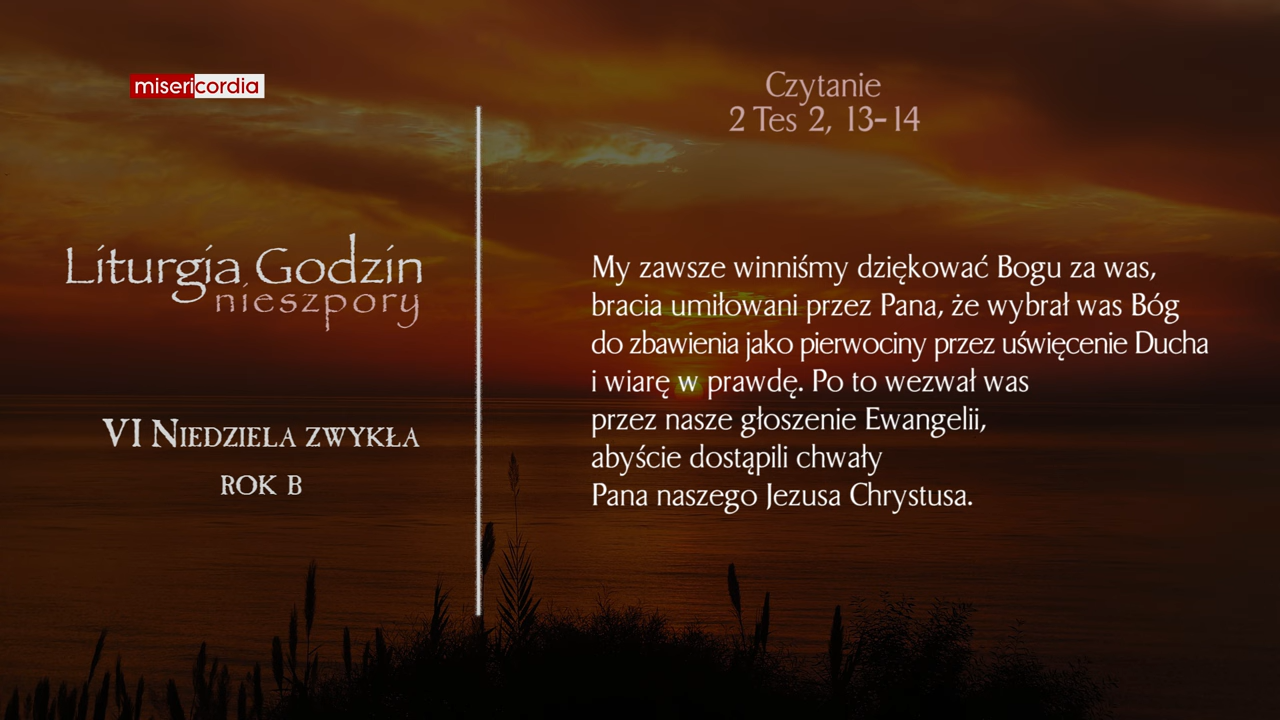 misericordia
Liturgia Godzin
nieszpory
VI Niedziela zwykła
rok B
Czytanie
2 Tes 2, 13-14
My zawsze winniśmy dziękować Bogu za was,
bracia umiłowani przez Pana, że wybrał was Bóg
do zbawienia jako pierwociny przez uświęcenie Ducha
i wiarę w prawdę. Po to wezwał was
przez nasze głoszenie Ewangelii,
abyście dostąpili chwały
Pana naszego Jezusa Chrystusa.